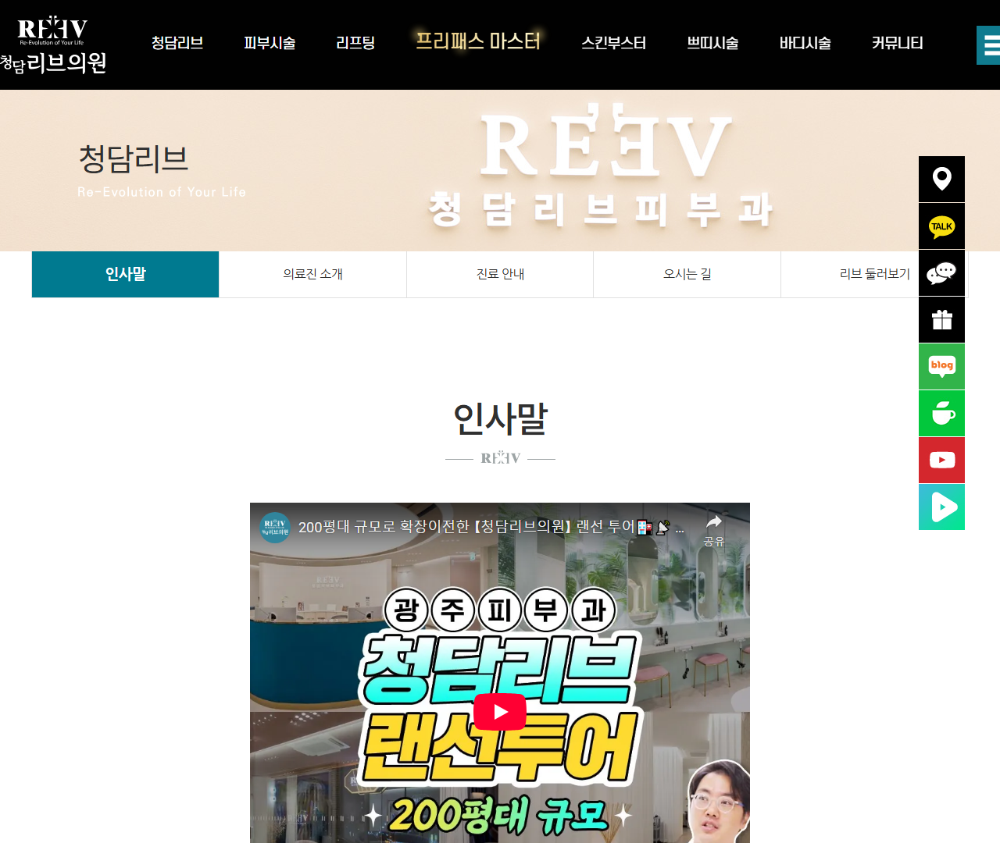 REEV
Re-Evolution of Your Life
청담리브의원
청담리브 피부시술 리프팅 프리패스 마스터 스킨부스터 쁘띠시술 바디시술 커뮤니티
청담리브
Re-Evolution of Your Life
REEV
청담리브피부과
인사말 의료진 소개 진료 안내 오시는 길 리브 둘러보기
TALK
blog
인사말
REEV
200평대 규모로 확장이전한 【청담리브의원】 랜선 투어🏥📡 ...
공유
광주피부과
청담리브
랜선투어
200평대 규모